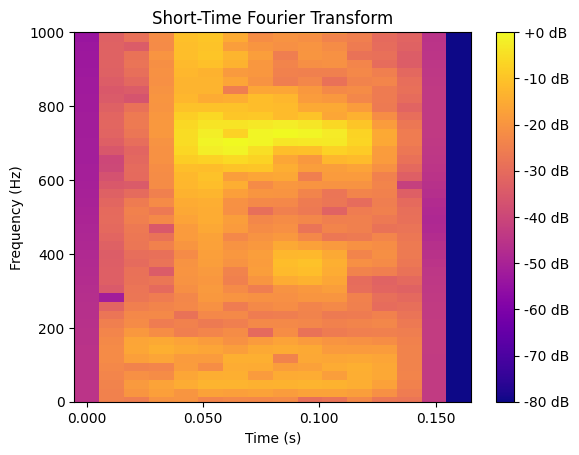 Short-Time Fourier Transform
1000
800
600
400
200
0
Frequency (Hz)
0.000
0.050
0.100
0.150
Time (s)
+0 dB
-10 dB
-20 dB
-30 dB
-40 dB
-50 dB
-60 dB
-70 dB
-80 dB